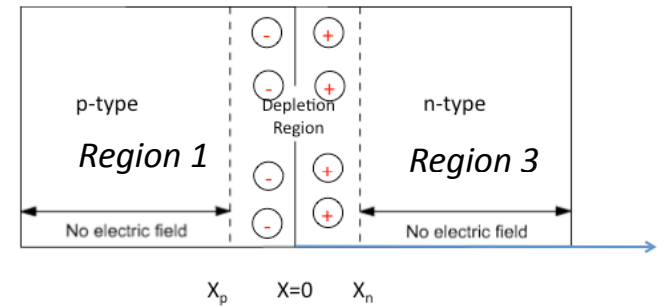 - +
- +
p-type Depletion n-type
Region
Region 1 Region 3
- +
- +
No electric field No electric field
Xp X=0 Xn